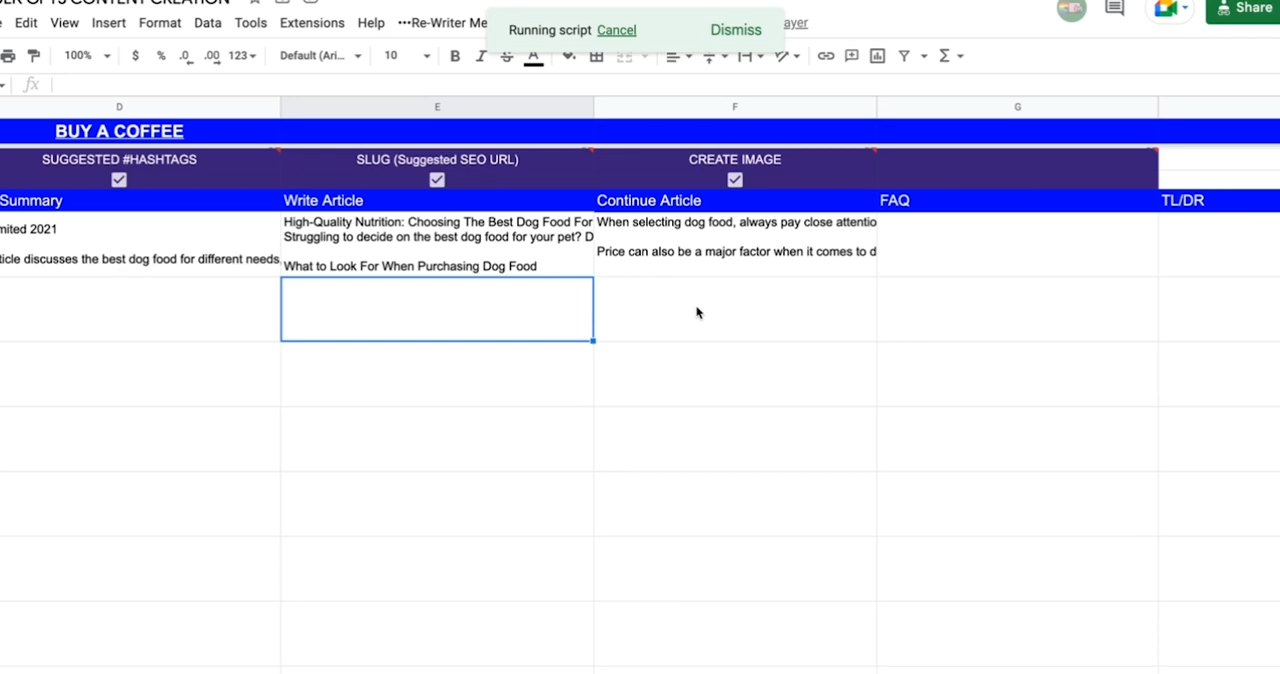 Edit View Insert Format Data Tools Extensions Help •••Re-Writer Me
Running script Cancel Dismiss
Share
100% $ % .0 .00 123 Default (Ari... 10 B I S A Σ
fx
D E F G
BUY A COFFEE
SUGGESTED #HASHTAGS SLUG (Suggested SEO URL) CREATE IMAGE
Summary Write Article Continue Article FAQ TL/DR
mited 2021
ticle discusses the best dog food for different needs
High-Quality Nutrition: Choosing The Best Dog Food For
Struggling to decide on the best dog food for your pet? D
What to Look For When Purchasing Dog Food
When selecting dog food, always pay close attentio
Price can also be a major factor when it comes to d